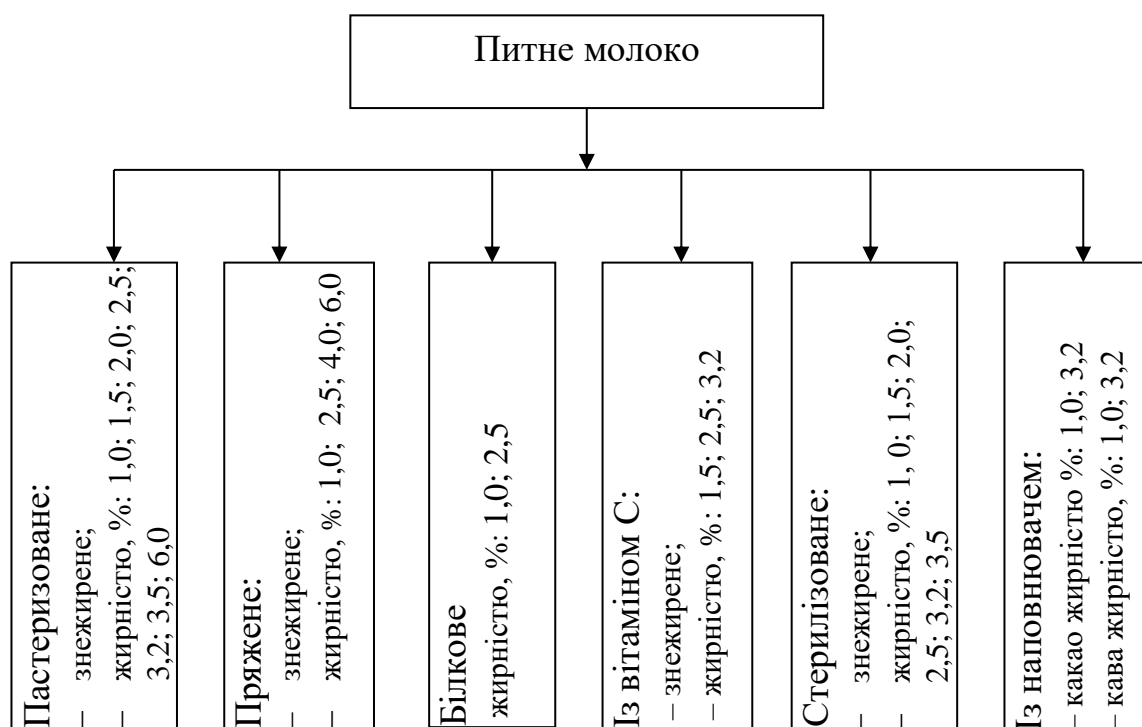 Питне молоко
Пастеризоване:
– знежирене;
– жирністю, %: 1,0; 1,5; 2,0; 2,5;
3,2; 3,5; 6,0
Пряжене:
– знежирене;
– жирністю, %: 1,0; 2,5; 4,0; 6,0
Білкове
жирністю, %: 1,0; 2,5
Із вітаміном С:
– знежирене;
– жирністю, %: 1,5; 2,5; 3,2
Стерилізоване:
– знежирене;
– жирністю, %: 1, 0; 1,5; 2,0;
2,5; 3,2; 3,5
Із наповнювачем:
– какао жирністю %: 1,0; 3,2
– кава жирністю, %: 1,0; 3,2